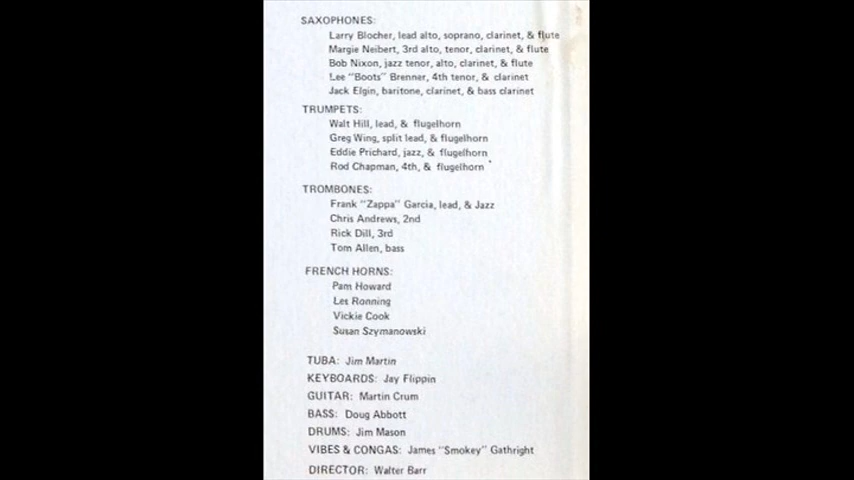 SAXOPHONES:
Larry Blocher, lead alto, soprano, clarinet, & flute
Margie Neibert, 3rd alto, tenor, clarinet, & flute
Bob Nixon, jazz tenor, alto, clarinet, & flute
Lee "Boots" Brenner, 4th tenor, & clarinet
Jack Elgin, baritone, clarinet, & bass clarinet
TRUMPETS:
Walt Hill, lead, & flugelhorn
Greg Wing, split lead, & flugelhorn
Eddie Prichard, jazz, & flugelhorn
Rod Chapman, 4th, & flugelhorn
TROMBONES:
Frank "Zappa" Garcia, lead, & Jazz
Chris Andrews, 2nd
Rick Dill, 3rd
Tom Allen, bass
FRENCH HORNS:
Pam Howard
Les Ronning
Vickie Cook
Susan Szymanowski
TUBA: Jim Martin
KEYBOARDS: Jay Flippin
GUITAR: Martin Crum
BASS: Doug Abbott
DRUMS: Jim Mason
VIBES & CONGAS: James "Smokey" Gathright
DIRECTOR: Walter Barr